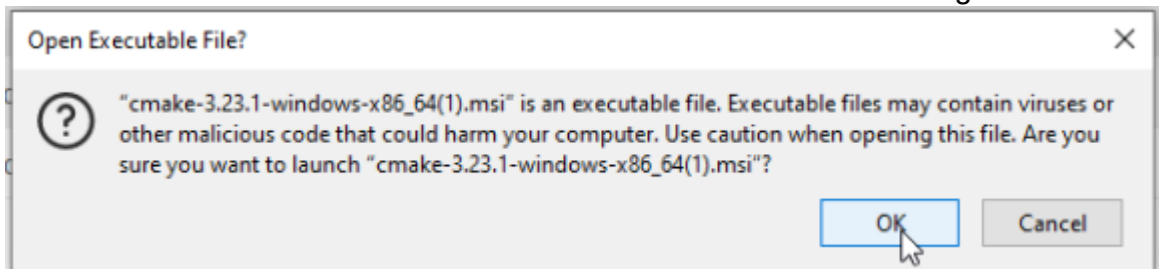 Open Executable File?
“cmake-3.23.1-windows-x86_64(1).msi” is an executable file. Executable files may contain viruses or
other malicious code that could harm your computer. Use caution when opening this file. Are you
sure you want to launch “cmake-3.23.1-windows-x86_64(1).msi”?
OK
Cancel